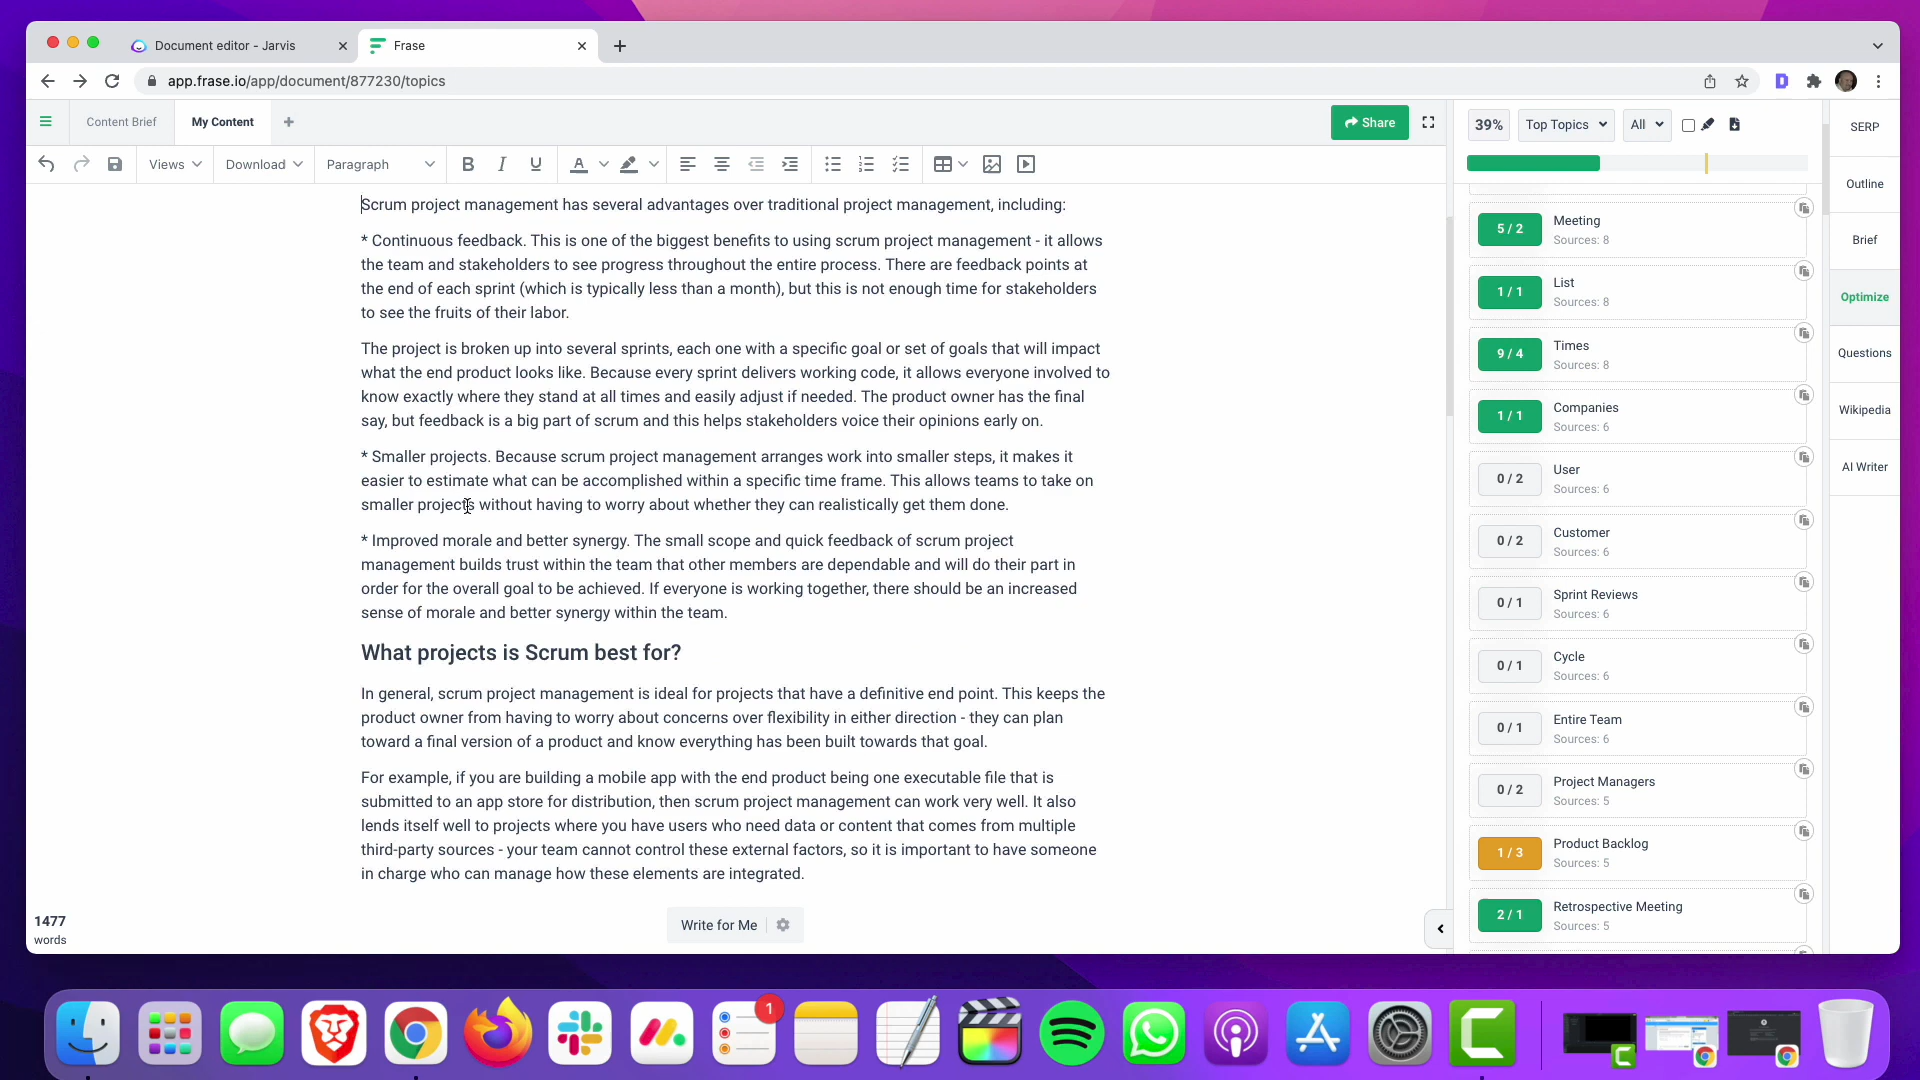 Document editor - Jarvis
Frase
app.frase.io/app/document/877230/topics
Content Brief
My Content
Share
39%
Top Topics
All
SERP
Views
Download
Paragraph
B I U A
Scrum project management has several advantages over traditional project management, including:
* Continuous feedback. This is one of the biggest benefits to using scrum project management - it allows
the team and stakeholders to see progress throughout the entire process. There are feedback points at
the end of each sprint (which is typically less than a month), but this is not enough time for stakeholders
to see the fruits of their labor.
The project is broken up into several sprints, each one with a specific goal or set of goals that will impact
what the end product looks like. Because every sprint delivers working code, it allows everyone involved to
know exactly where they stand at all times and easily adjust if needed. The product owner has the final
say, but feedback is a big part of scrum and this helps stakeholders voice their opinions early on.
* Smaller projects. Because scrum project management arranges work into smaller steps, it makes it
easier to estimate what can be accomplished within a specific time frame. This allows teams to take on
smaller projects without having to worry about whether they can realistically get them done.
* Improved morale and better synergy. The small scope and quick feedback of scrum project
management builds trust within the team that other members are dependable and will do their part in
order for the overall goal to be achieved. If everyone is working together, there should be an increased
sense of morale and better synergy within the team.
What projects is Scrum best for?
In general, scrum project management is ideal for projects that have a definitive end point. This keeps the
product owner from having to worry about concerns over flexibility in either direction - they can plan
toward a final version of a product and know everything has been built towards that goal.
For example, if you are building a mobile app with the end product being one executable file that is
submitted to an app store for distribution, then scrum project management can work very well. It also
lends itself well to projects where you have users who need data or content that comes from multiple
third-party sources - your team cannot control these external factors, so it is important to have someone
in charge who can manage how these elements are integrated.
1477
words
Write for Me
5 / 2
Meeting
Sources: 8
1 / 1
List
Sources: 8
9 / 4
Times
Sources: 8
1 / 1
Companies
Sources: 6
0 / 2
User
Sources: 6
0 / 2
Customer
Sources: 6
0 / 1
Sprint Reviews
Sources: 6
0 / 1
Cycle
Sources: 6
0 / 1
Entire Team
Sources: 6
0 / 2
Project Managers
Sources: 5
1 / 3
Product Backlog
Sources: 5
2 / 1
Retrospective Meeting
Sources: 5
Outline
Brief
Optimize
Questions
Wikipedia
AI Writer
1